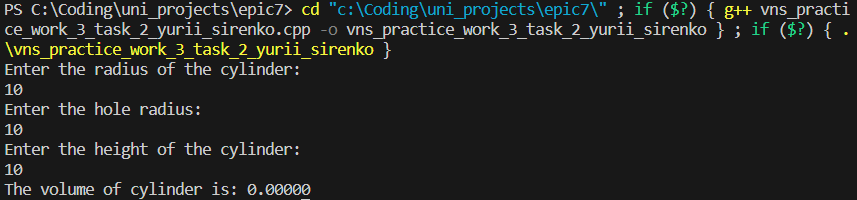 PS C:\Coding\uni_projects\epic7> cd "c:\Coding\uni_projects\epic7\" ; if ($?) { g++ vns_practi
ce_work_3_task_2_yurii_sirenko.cpp -o vns_practice_work_3_task_2_yurii_sirenko } ; if ($?) { .
\vns_practice_work_3_task_2_yurii_sirenko }
Enter the radius of the cylinder:
10
Enter the hole radius:
10
Enter the height of the cylinder:
10
The volume of cylinder is: 0.00000